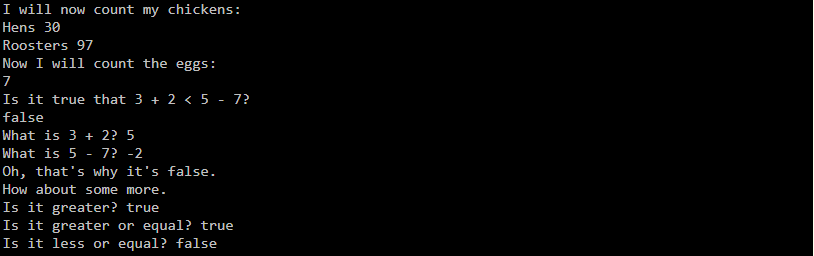 I will now count my chickens:
Hens 30
Roosters 97
Now I will count the eggs:
7
Is it true that 3 + 2 < 5 - 7?
false
What is 3 + 2? 5
What is 5 - 7? -2
Oh, that's why it's false.
How about some more.
Is it greater? true
Is it greater or equal? true
Is it less or equal? false